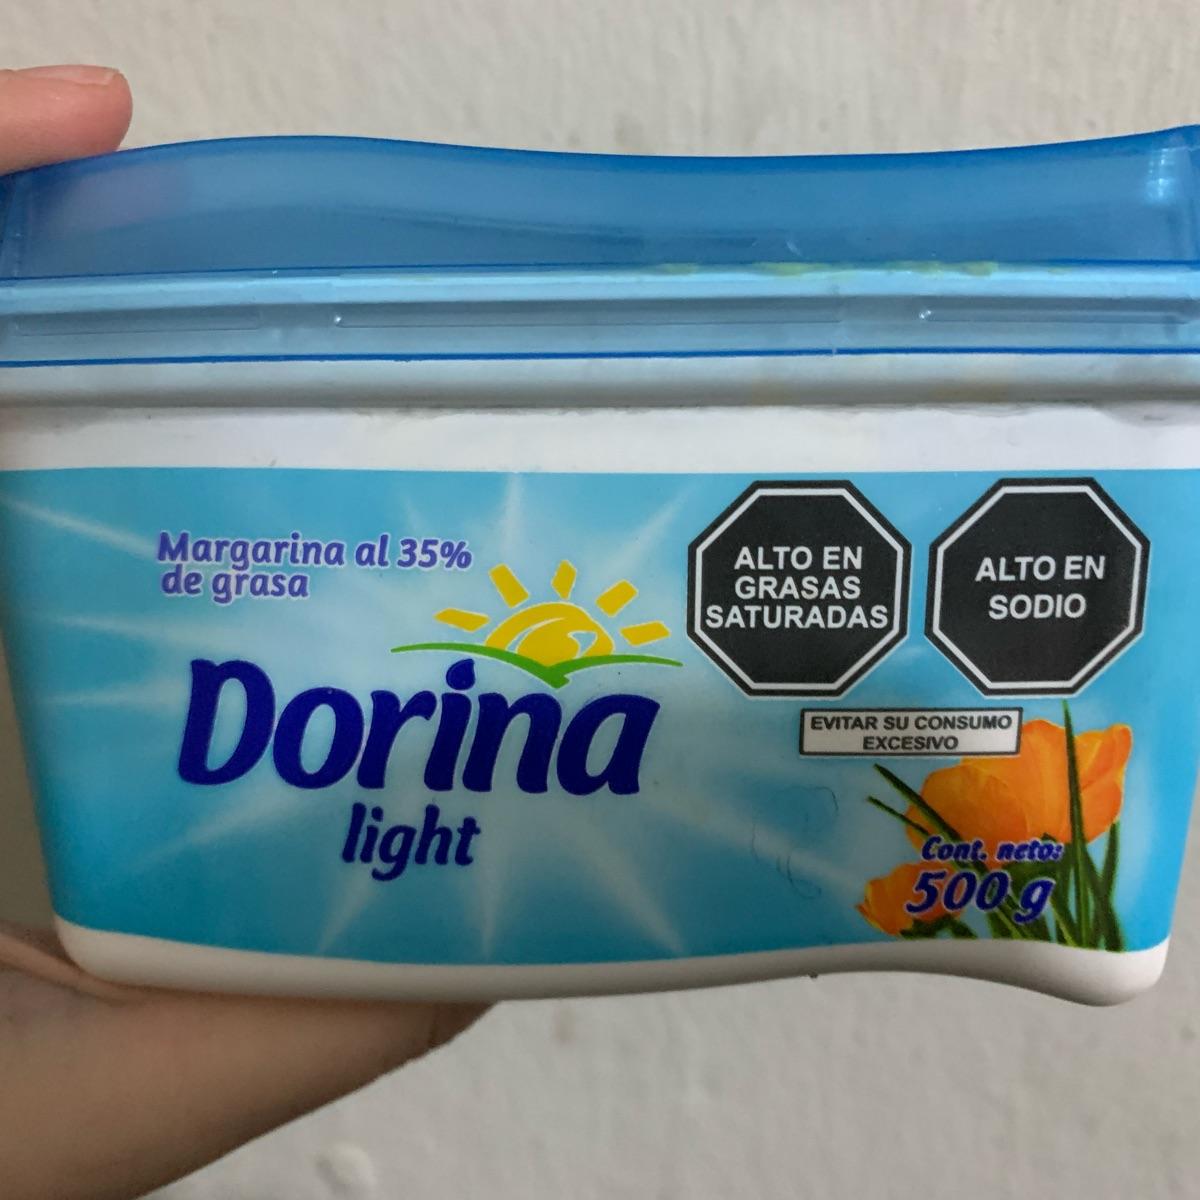 Margarina al 35%
de grasa
Dorina
light
ALTO EN
GRASAS
SATURADAS
ALTO EN
SODIO
EVITAR SU CONSUMO
EXCESIVO
Cont. neto:
500 g